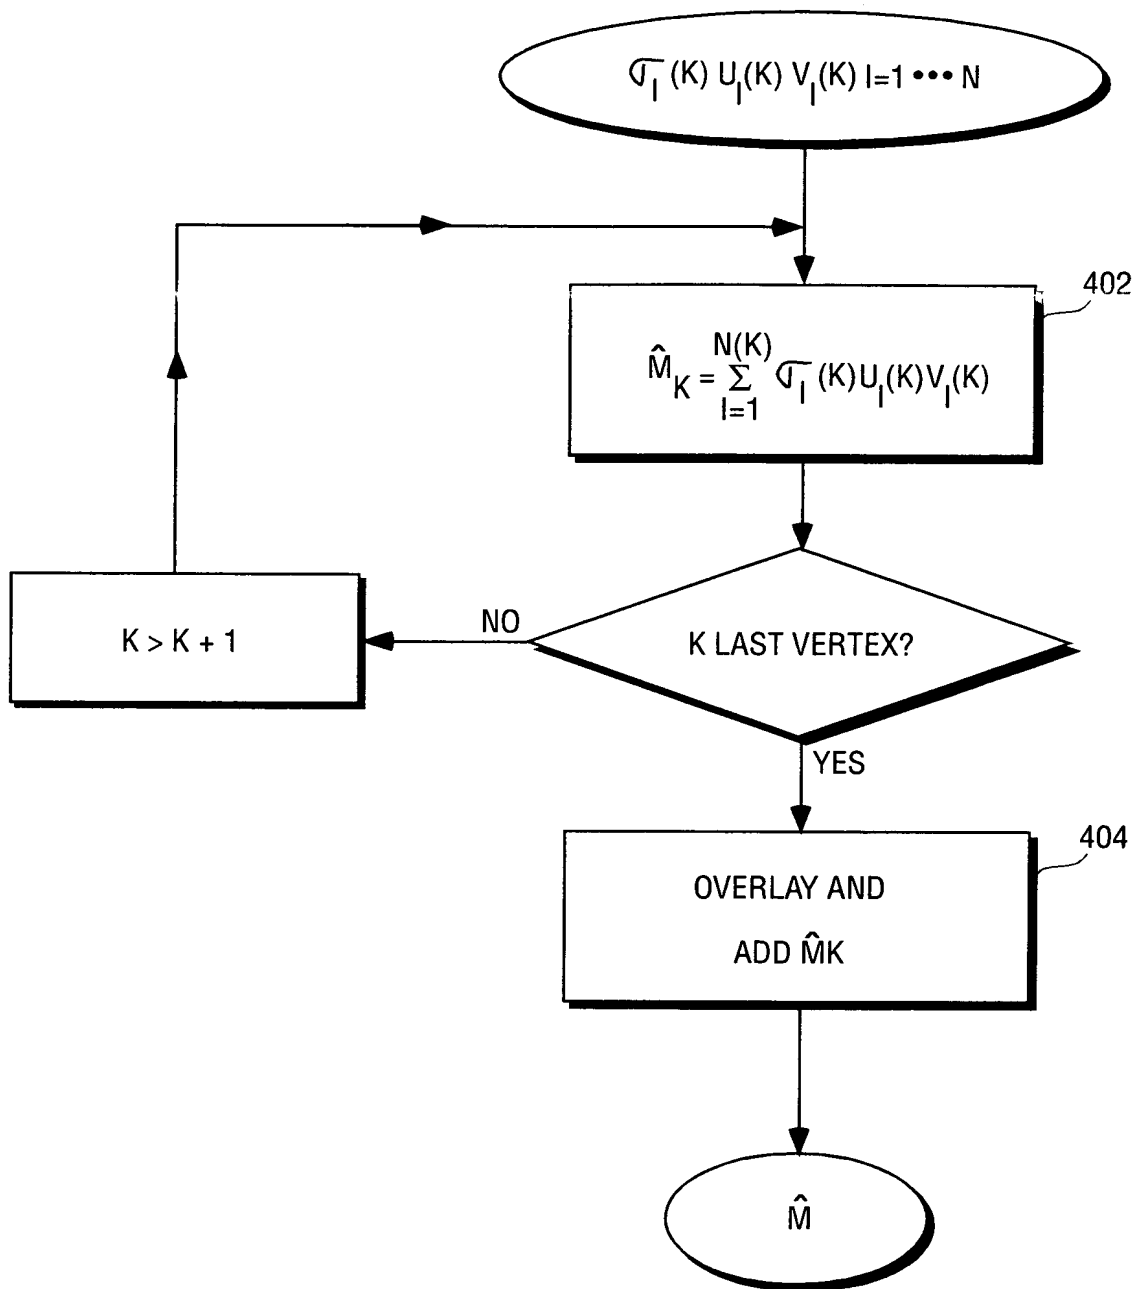 σ_I (K) U_I(K) V_I(K) I=1 ••• N
402
M̂_K = Σ_{I=1}^{N(K)} σ_I (K) U_I(K) V_I(K)
NO
K > K + 1
K LAST VERTEX?
YES
404
OVERLAY AND
ADD M̂K
M̂